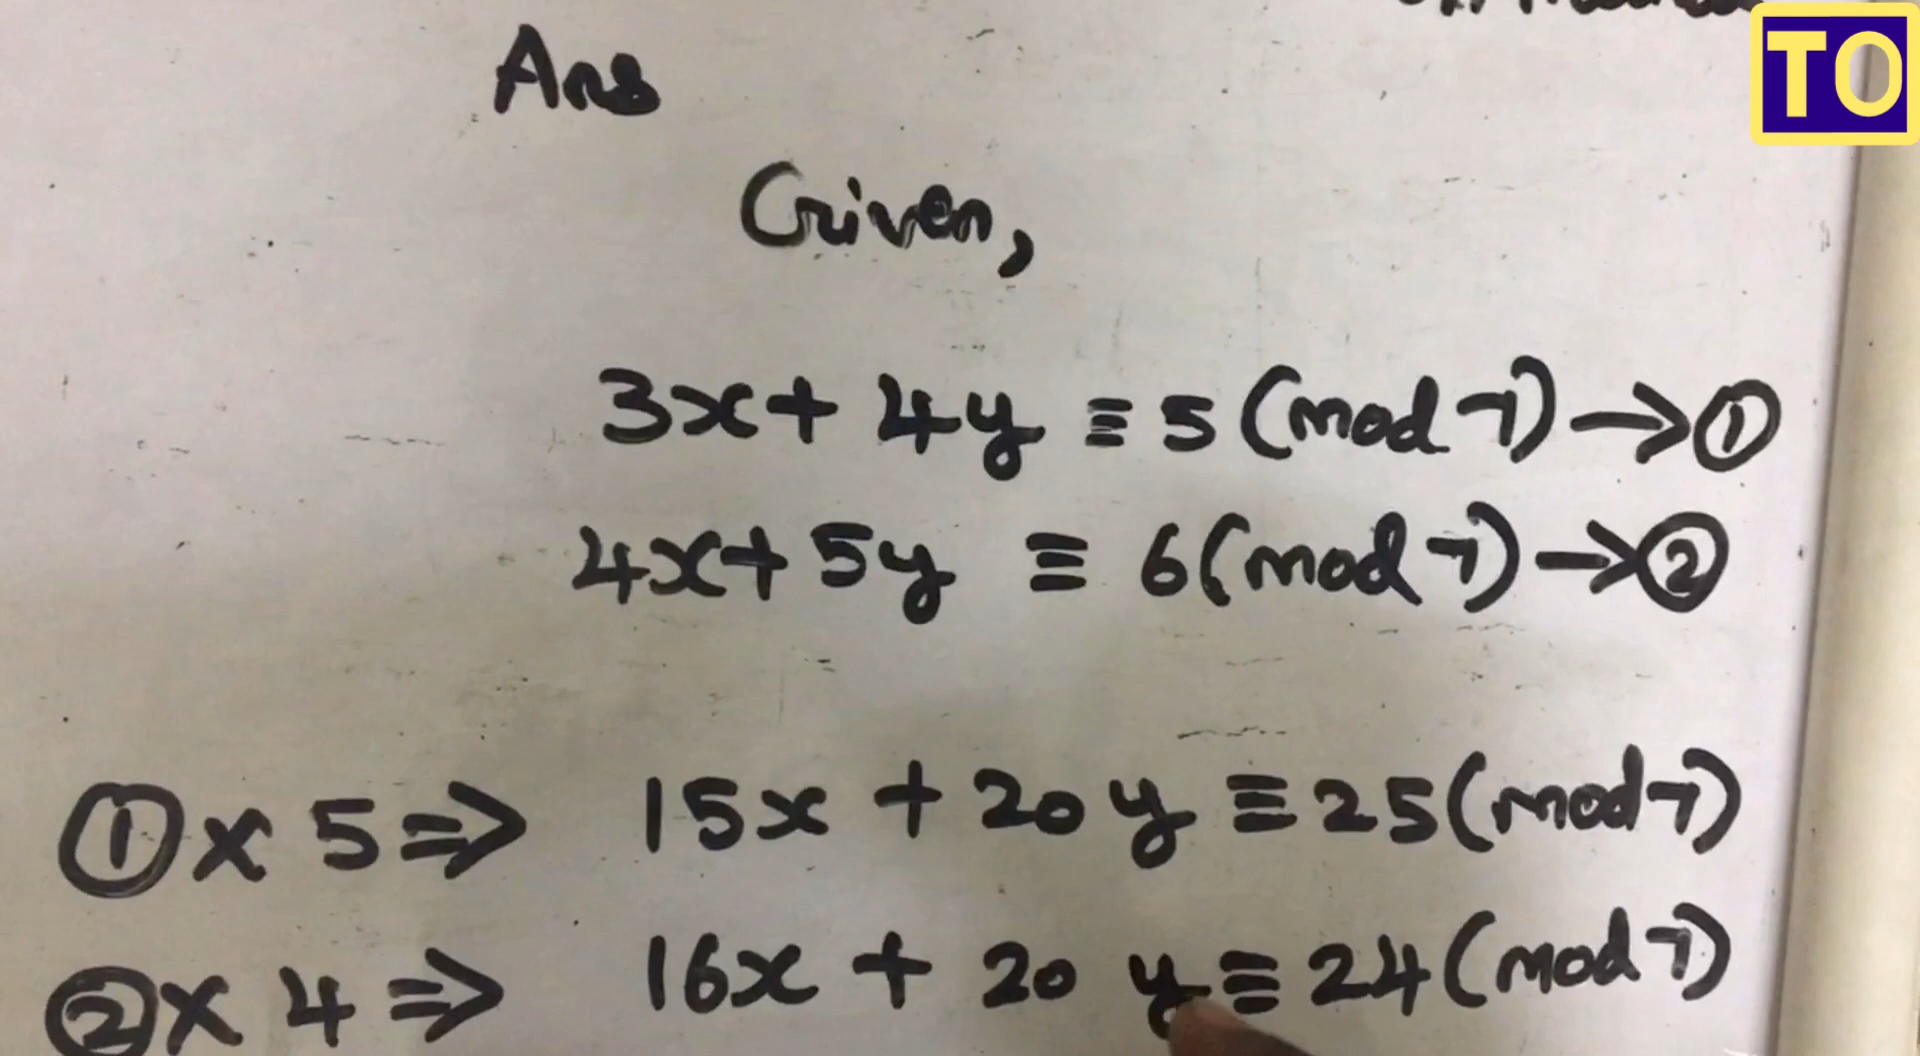 TO
Ans
Given,
3x + 4y ≡ 5 (mod 7) → ①
4x + 5y ≡ 6 (mod 7) → ②
① x 5 ⇒ 15x + 20y ≡ 25 (mod 7)
② x 4 ⇒ 16x + 20y ≡ 24 (mod 7)